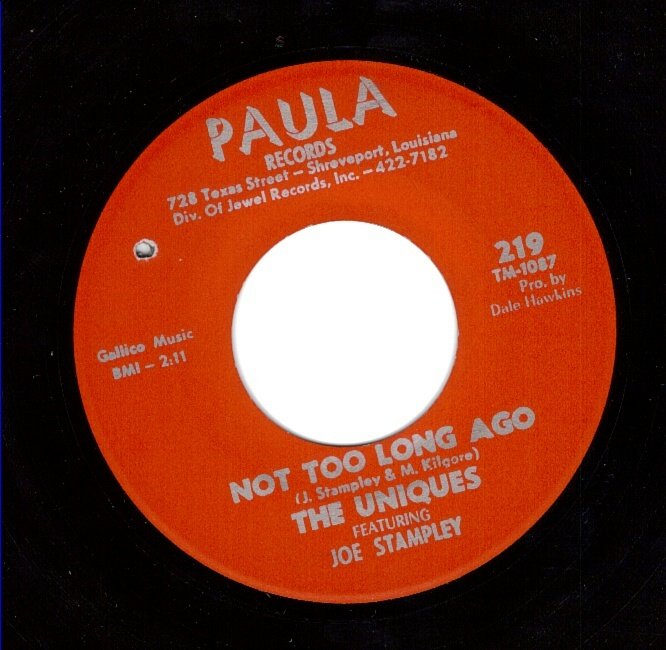 PAULA
RECORDS
728 Texas Street — Shreveport, Louisiana
Div. Of Jewel Records, Inc. — 422-7182
219
TM-1087
Pro. by
Dale Hawkins
Gallico Music
BMI — 2:11
NOT TOO LONG AGO
(J. Stampley & M. Kilgore)
THE UNIQUES
FEATURING
JOE STAMPLEY